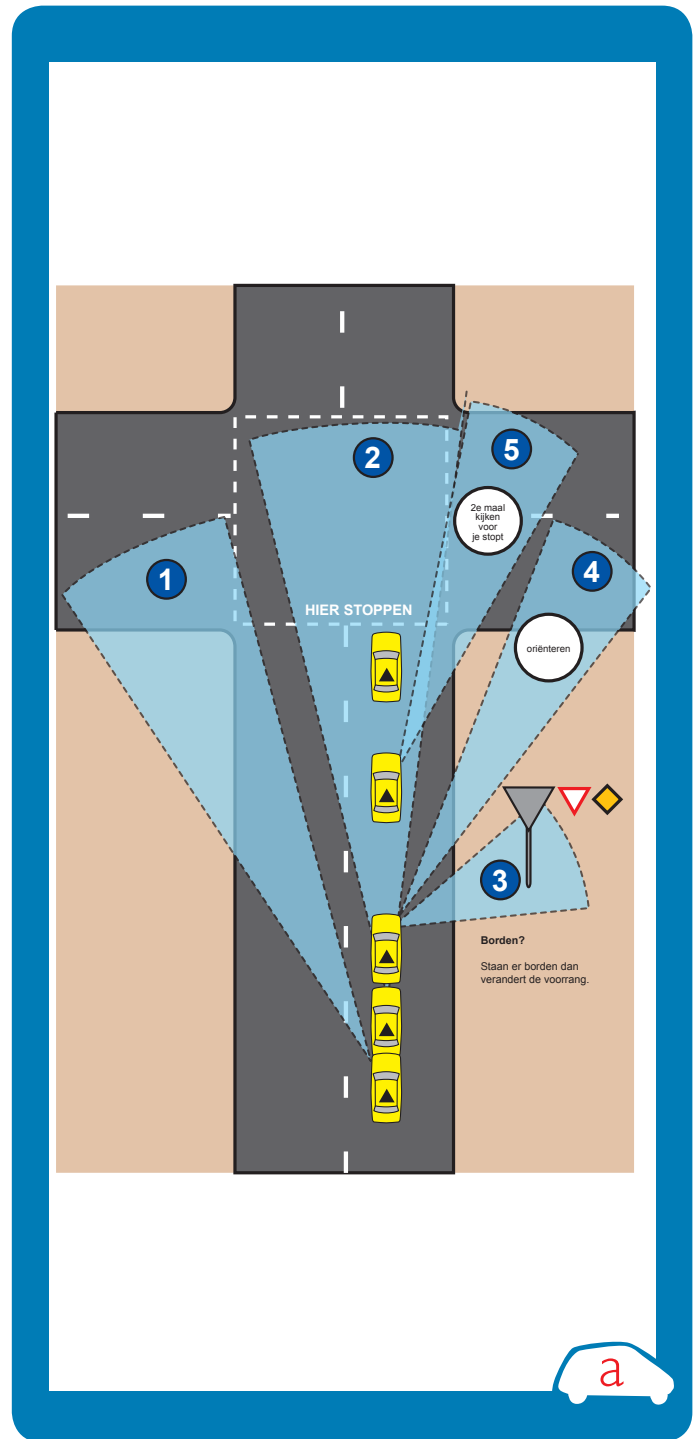 2
5
2e maal
kijken
voor
je stopt
1
4
HIER STOPPEN
oriënteren
3
Borden?
Staan er borden dan
verandert de voorrang.
a